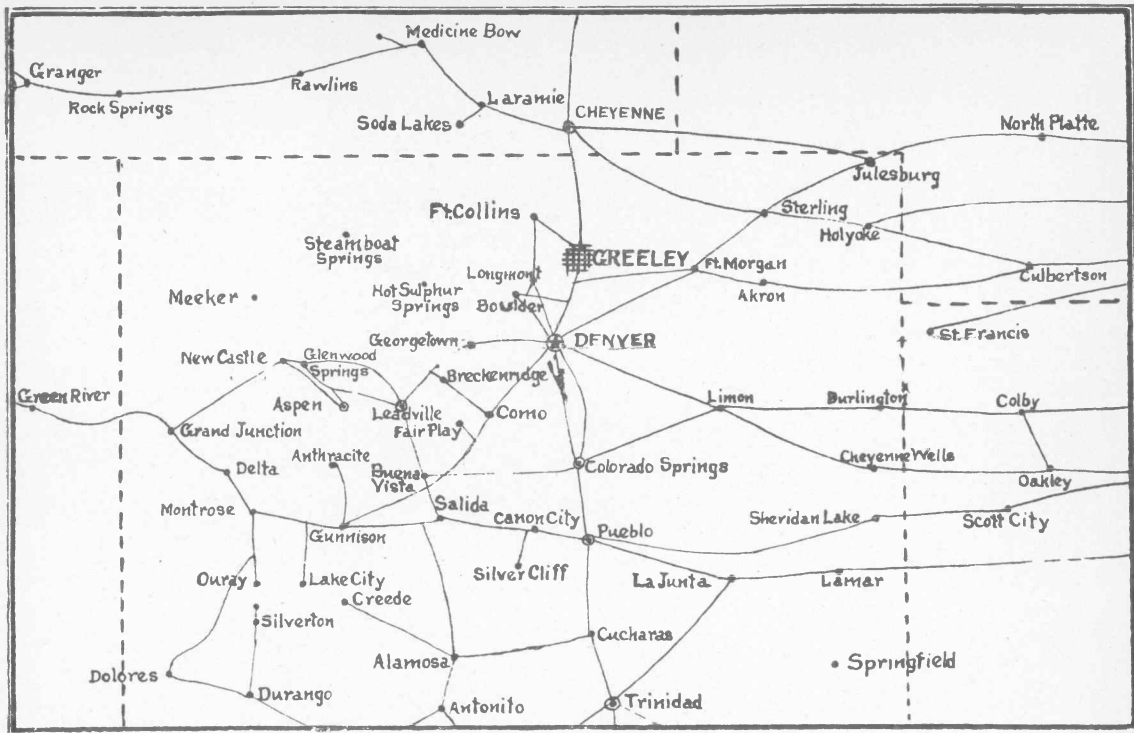 Medicine Bow
Granger
Rawlins
Rock Springs
Laramie
Soda Lakes
CHEYENNE
North Platte
Julesburg
Ft. Collins
Sterling
Holyoke
Steamboat
Springs
GREELEY
Longmont
Ft. Morgan
Culbertson
Meeker
Hot Sulphur
Springs
Boulder
Akron
Georgetown
DENVER
St. Francis
New Castle
Glenwood
Springs
Breckenridge
Green River
Aspen
Leadville
Como
Limon
Burlington
Colby
Fair Play
Grand Junction
Anthracite
Delta
Buena
Vista
Colorado Springs
Cheyenne Wells
Oakley
Montrose
Salida
Gunnison
Canon City
Pueblo
Sheridan Lake
Scott City
Ouray
Lake City
Silver Cliff
La Junta
Lamar
Creede
Silverton
Cucharas
Alamosa
Springfield
Dolores
Durango
Antonito
Trinidad